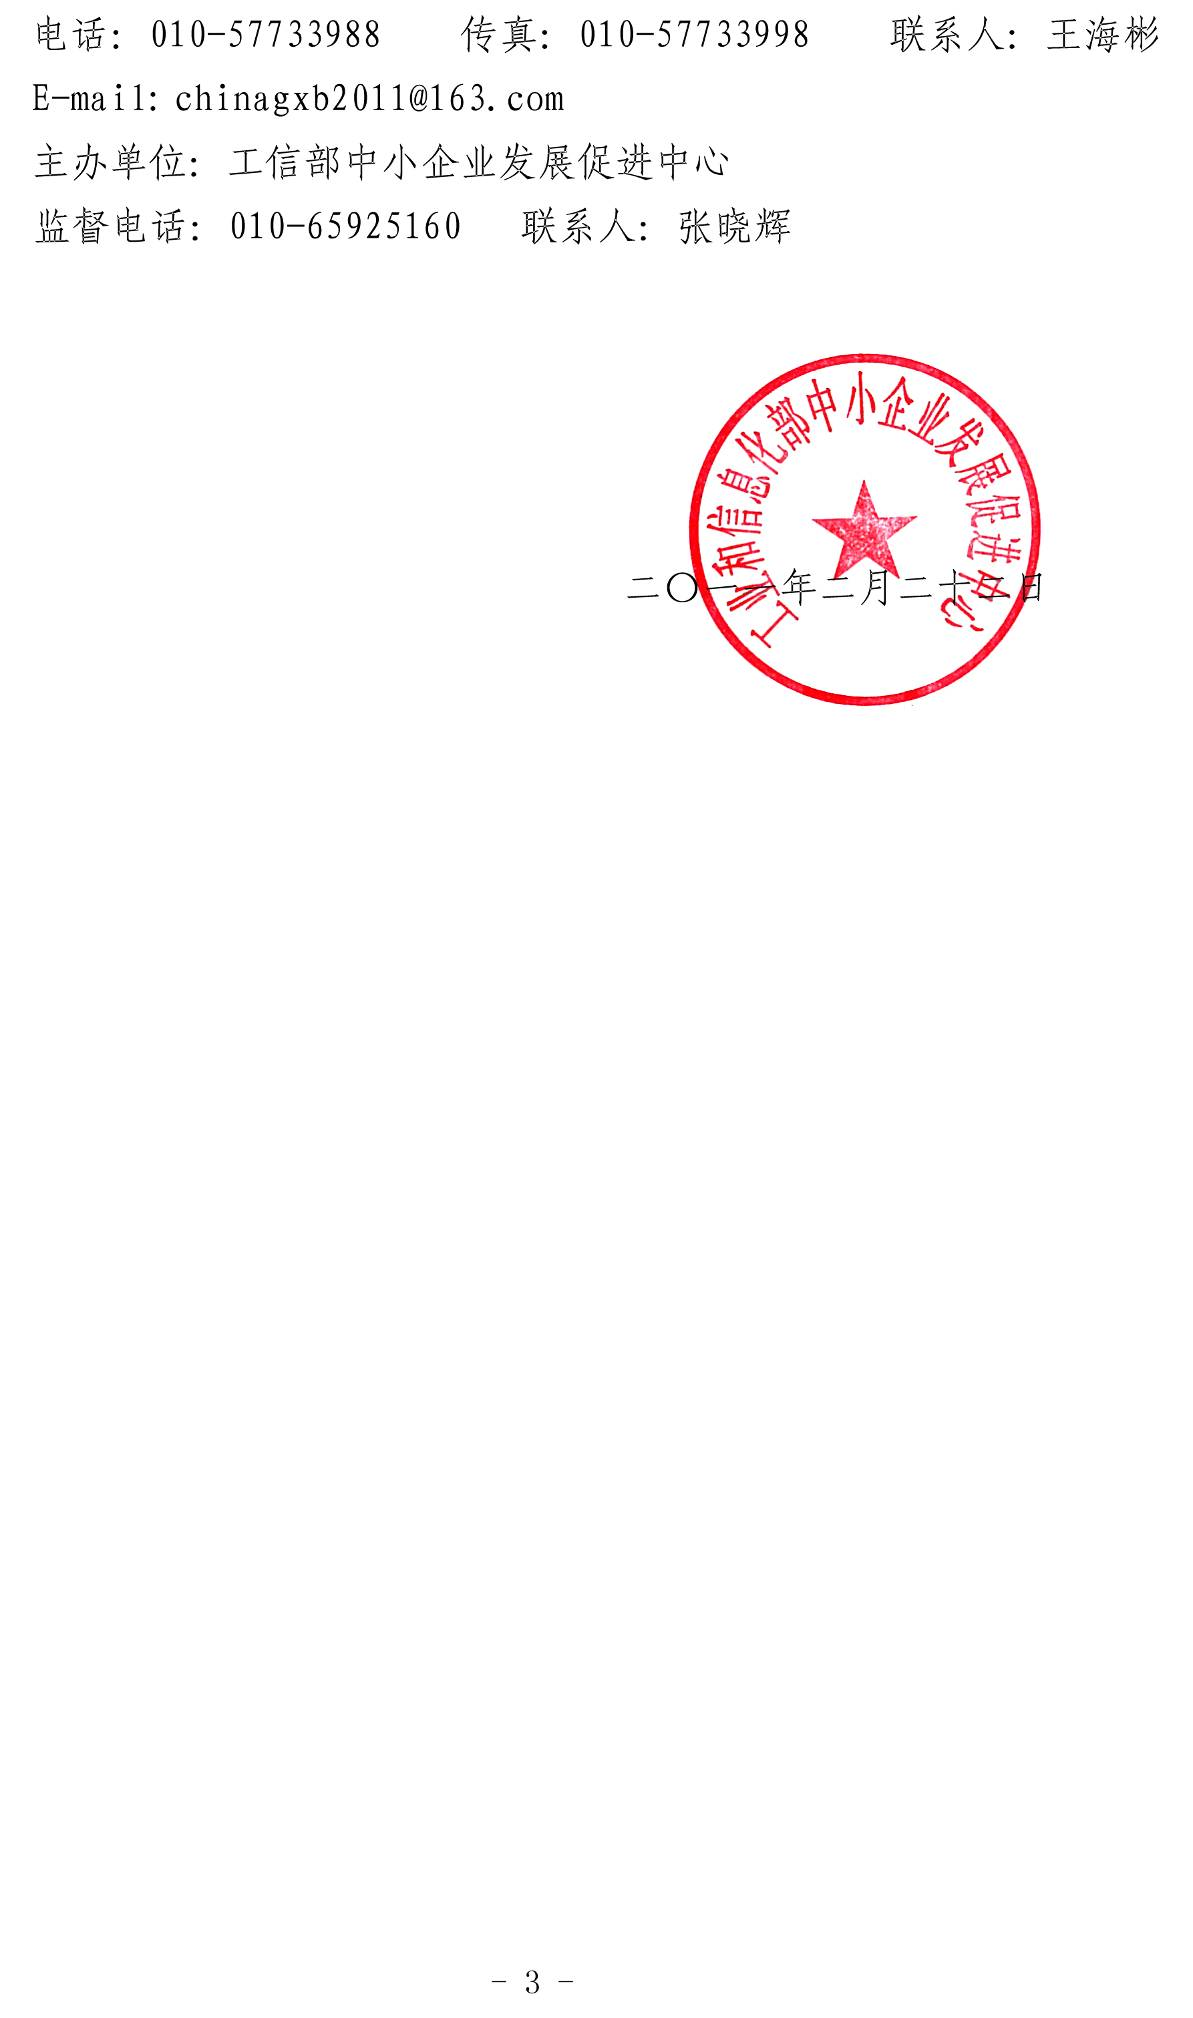 电话：010-57733988 传真：010-57733998 联系人：王海彬
E-mail: chinagxb2011@163.com
主办单位：工信部中小企业发展促进中心
监督电话：010-65925160 联系人：张晓辉
工业和信息化部中小企业发展促进中心
二〇一一年二月二十二日
- 3 -